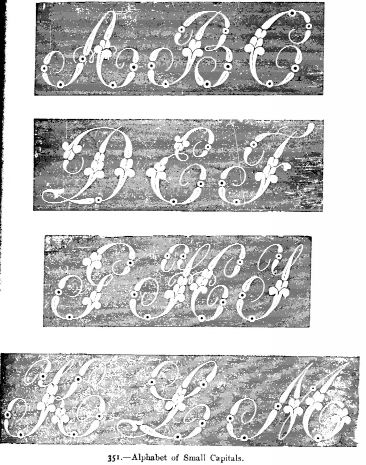 A B C
D E F
G H I
K L M
351.—Alphabet of Small Capitals.